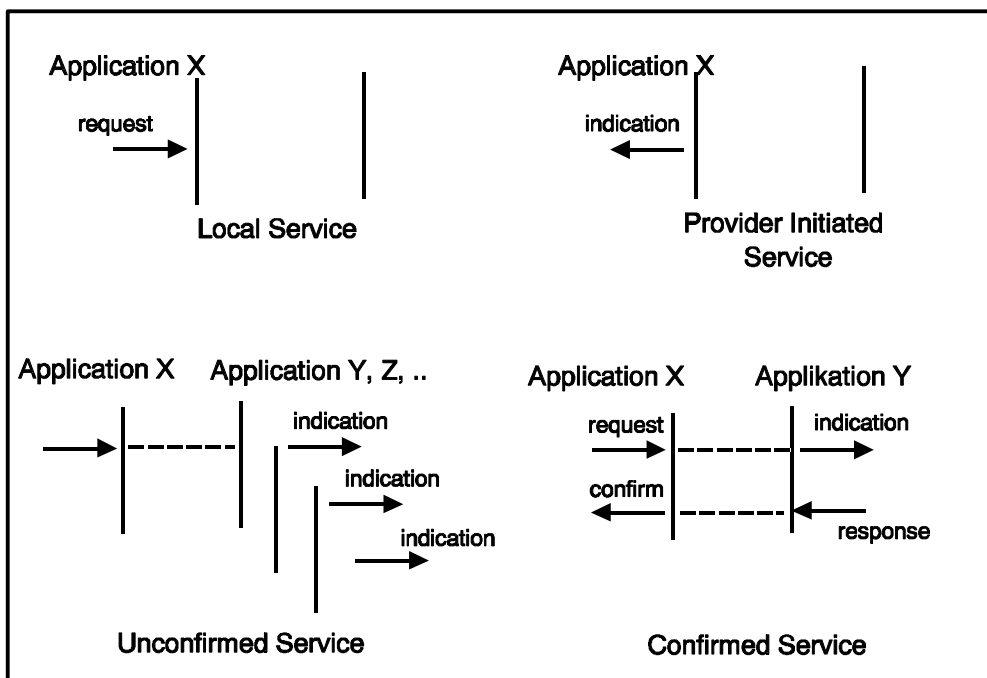 Application X
request
Local Service
Application X
indication
Provider Initiated
Service
Application X
Application Y, Z, ..
indication
indication
indication
Unconfirmed Service
Application X
Applikation Y
request
indication
confirm
response
Confirmed Service